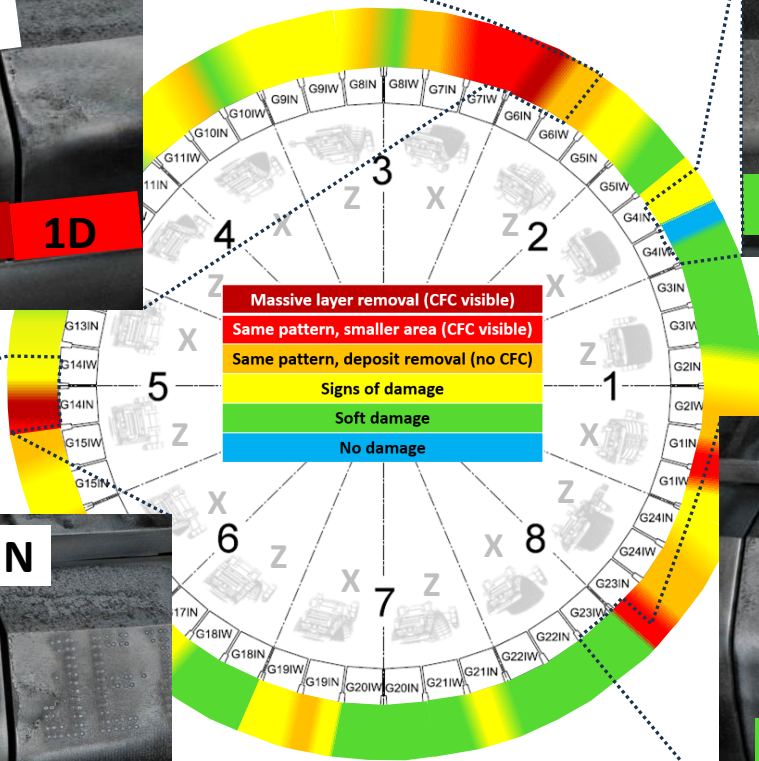 G9IN
G9IW
G8IN
G8IW
G7IN
G7IW
G6IN
G6IW
G5IN
G5IW
G4IN
G4IW
G3IN
G3IW
G2IN
G2IW
G1IN
G1IW
G24IN
G24IW
G23IN
G23IW
G22IN
G22IW
G21IN
G21IW
G20IN
G20IW
G19IN
G19IW
G18IN
G18IW
17IN
G15IN
G15IW
G14IN
G14IW
G13IN
11IN
G11IW
G10IN
G10IW
1D
N
3
Z
X
4
X
Z
2
Z
X
Z
X
Massive layer removal (CFC visible)
Same pattern, smaller area (CFC visible)
Same pattern, deposit removal (no CFC)
Signs of damage
Soft damage
No damage
5
Z
1
Z
X
6
X
Z
8
Z
X
7
X
Z